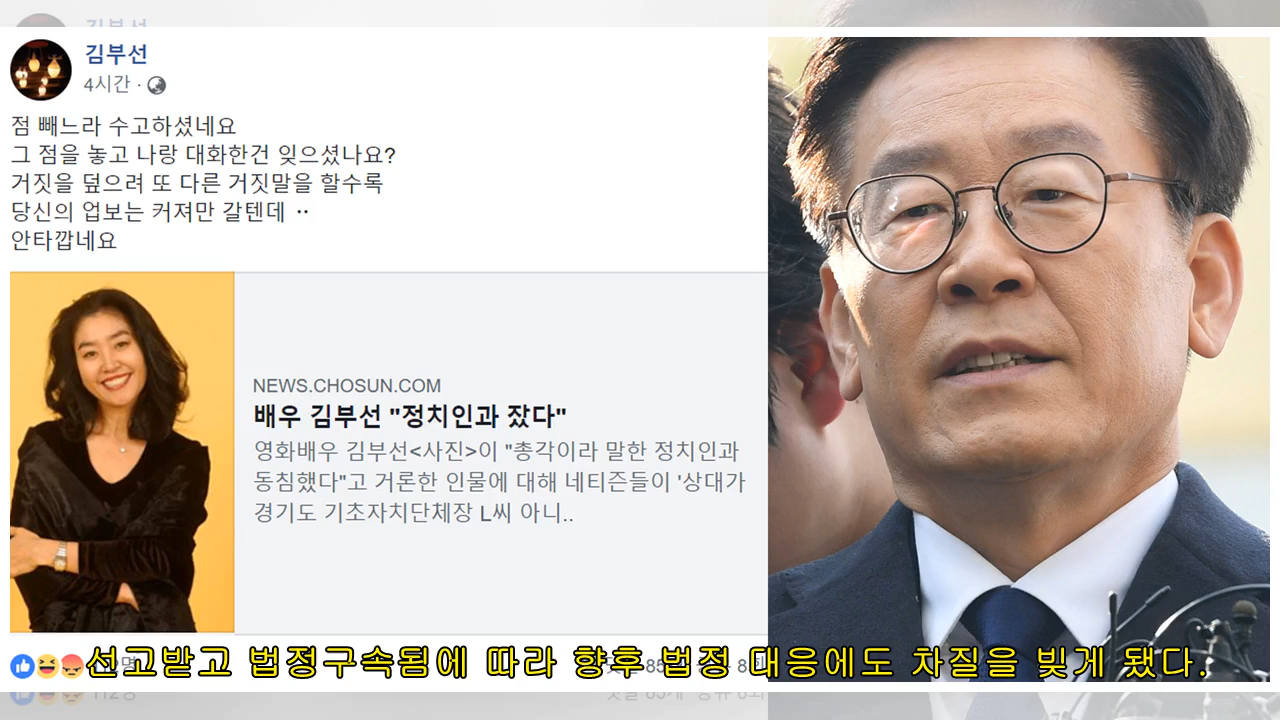 김부선
김부선
4시간 ·
점 빼느라 수고하셨네요
그 점을 놓고 나랑 대화한건 잊으셨나요?
거짓을 덮으려 또 다른 거짓말을 할수록
당신의 업보는 커져만 갈텐데 ··
안타깝네요
NEWS.CHOSUN.COM
배우 김부선 "정치인과 잤다"
영화배우 김부선<사진>이 "총각이라 말한 정치인과
동침했다"고 거론한 인물에 대해 네티즌들이 '상대가
경기도 기초자치단체장 L씨 아니..
선고받고 법정구속됨에 따라 향후 법정 대응에도 차질을 빚게 됐다.
112명